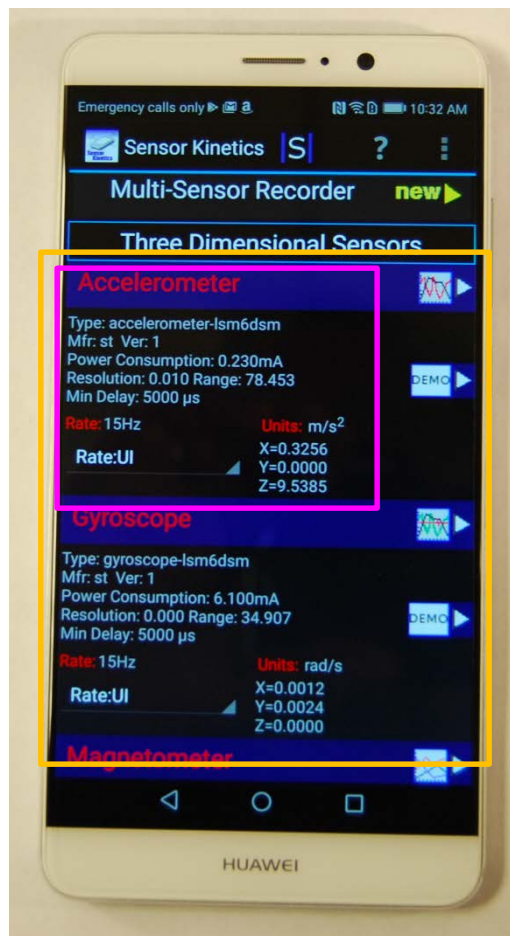 Emergency calls only a 10:32 AM
Sensor Kinetics |S| ?
Multi-Sensor Recorder new
Three Dimensional Sensors
Accelerometer
Type: accelerometer-lsm6dsm
Mfr: st Ver: 1
Power Consumption: 0.230mA
Resolution: 0.010 Range: 78.453
DEMO
Min Delay: 5000 µs
Rate: 15Hz Units: m/s²
Rate:UI
X=0.3256
Y=0.0000
Z=9.5385
Gyroscope
Type: gyroscope-lsm6dsm
Mfr: st Ver: 1
Power Consumption: 6.100mA
Resolution: 0.000 Range: 34.907
DEMO
Min Delay: 5000 µs
Rate: 15Hz Units: rad/s
Rate:UI
X=0.0012
Y=0.0024
Z=0.0000
Magnetometer
HUAWEI